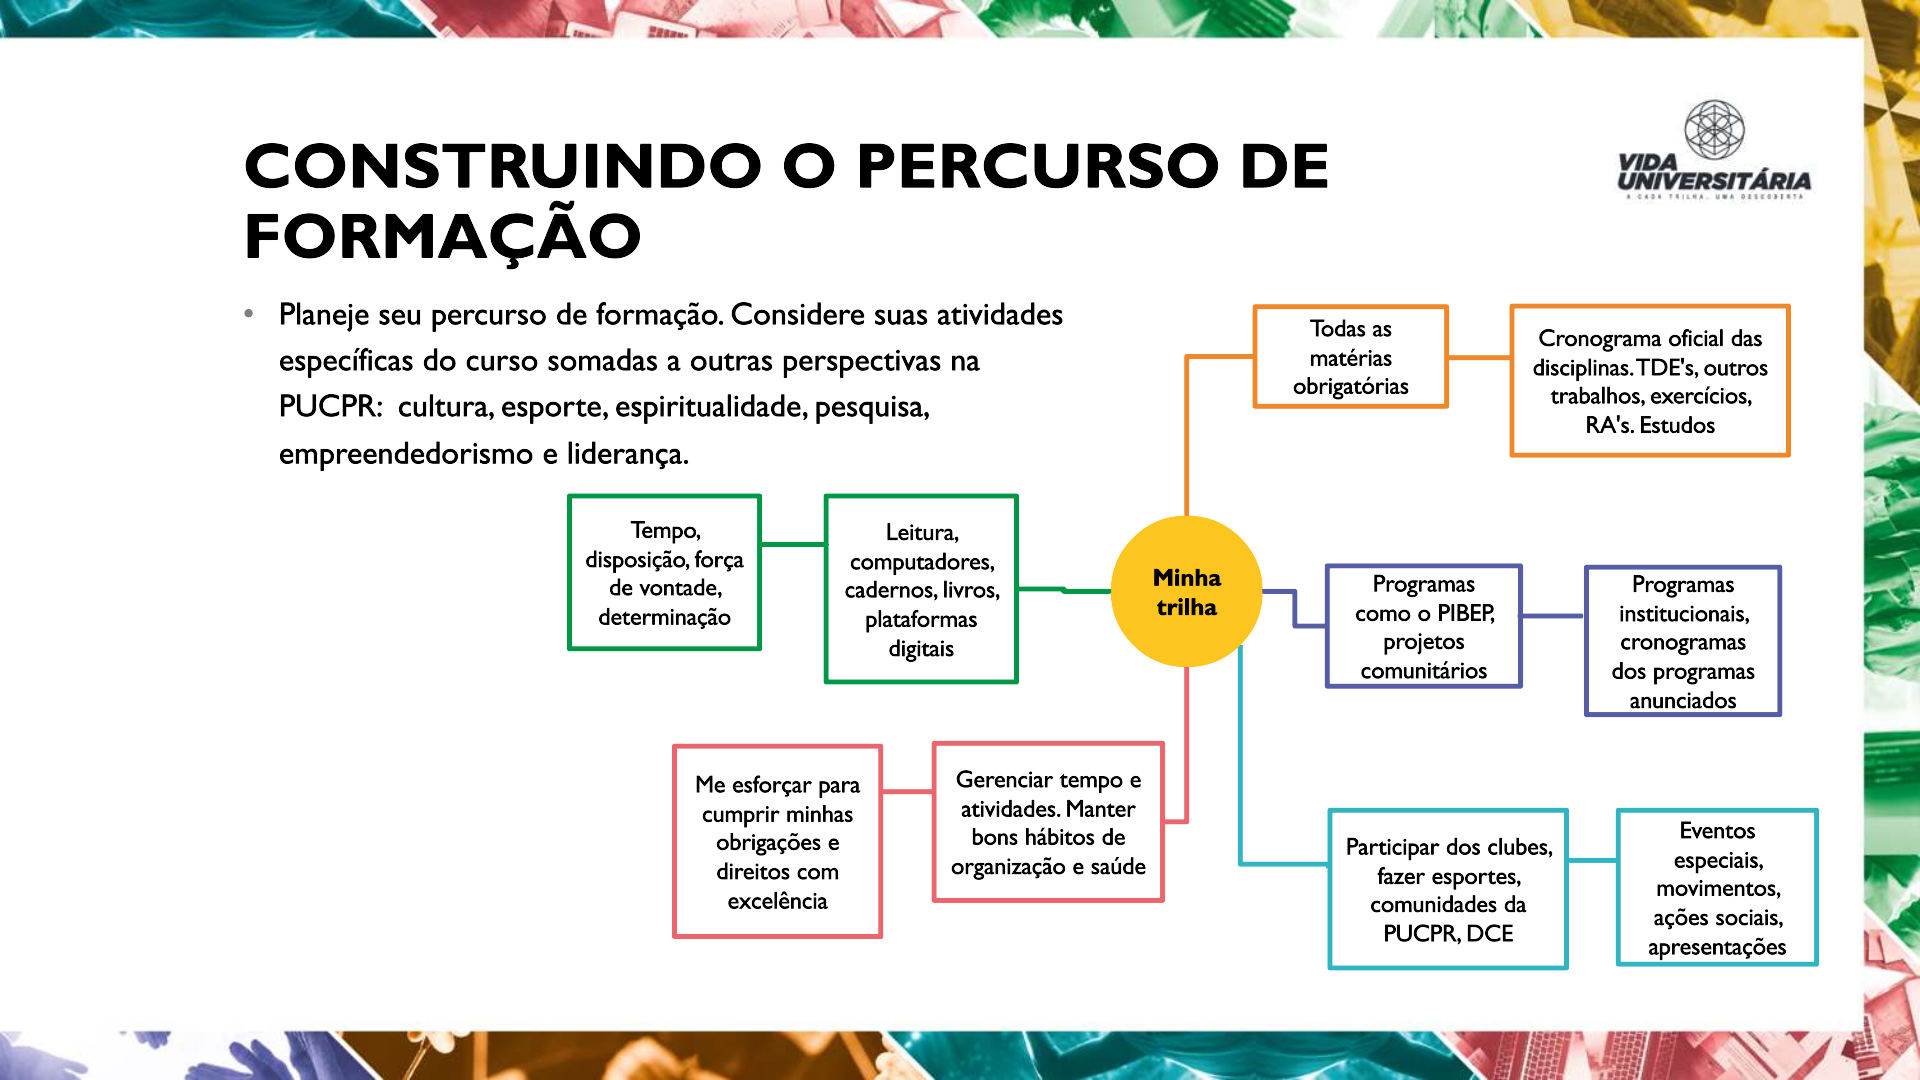 CONSTRUINDO O PERCURSO DE
FORMAÇÃO
VIDA
UNIVERSITÁRIA
A CADA TRILHA, UMA DESCOBERTA
• Planeje seu percurso de formação. Considere suas atividades
específicas do curso somadas a outras perspectivas na
PUCPR:  cultura, esporte, espiritualidade, pesquisa,
empreendedorismo e liderança.
Todas as
matérias
obrigatórias
Cronograma oficial das
disciplinas. TDE's, outros
trabalhos, exercícios,
RA's. Estudos
Tempo,
disposição, força
de vontade,
determinação
Leitura,
computadores,
cadernos, livros,
plataformas
digitais
Minha
trilha
Programas
como o PIBEP,
projetos
comunitários
Programas
institucionais,
cronogramas
dos programas
anunciados
Me esforçar para
cumprir minhas
obrigações e
direitos com
excelência
Gerenciar tempo e
atividades. Manter
bons hábitos de
organização e saúde
Participar dos clubes,
fazer esportes,
comunidades da
PUCPR, DCE
Eventos
especiais,
movimentos,
ações sociais,
apresentações